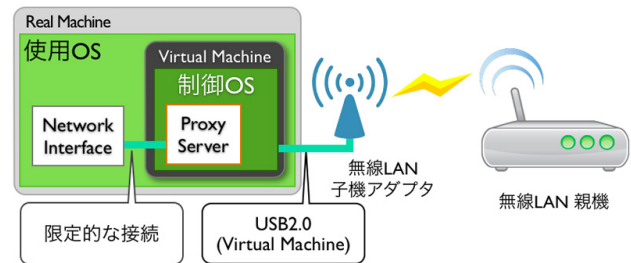 Real Machine
使用OS
Virtual Machine
制御OS
Network
Interface
Proxy
Server
無線LAN
子機アダプタ
無線LAN 親機
限定的な接続
USB2.0
(Virtual Machine)